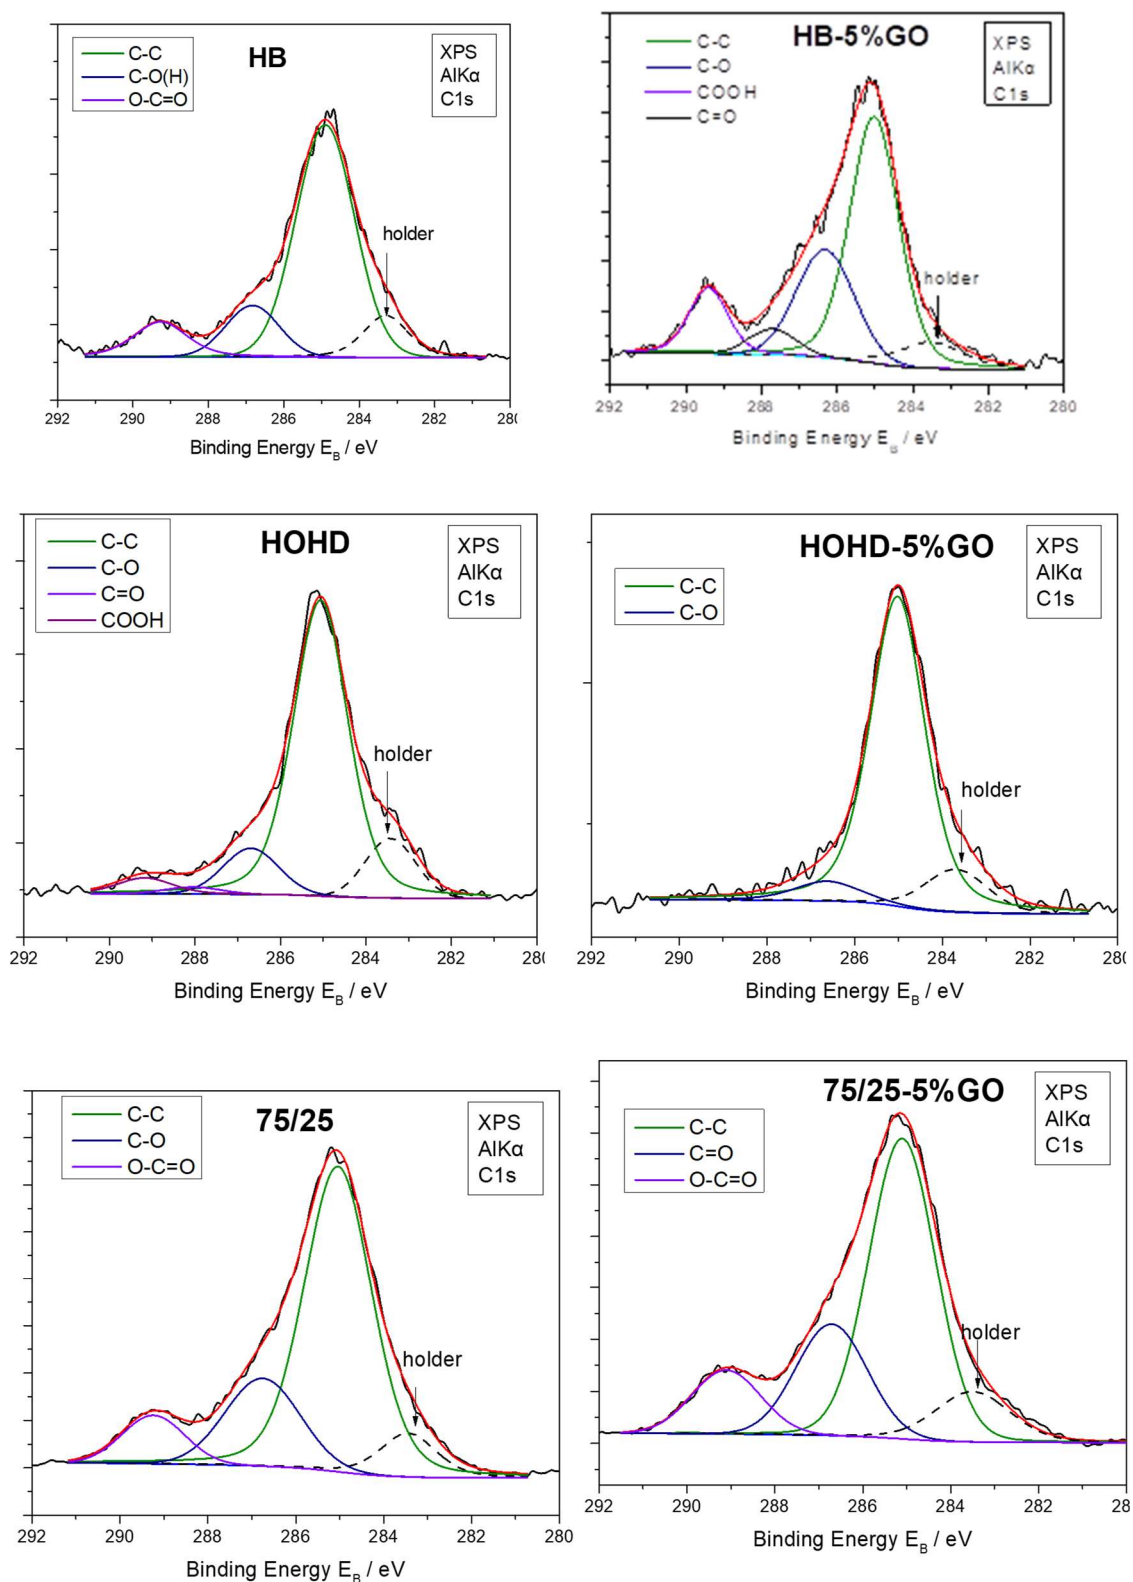 HB
C-C
C-O(H)
O-C=O
XPS
AlKα
C1s
holder
292 290 288 286 284 282 280
Binding Energy E_B / eV
HB-5%GO
C-C
C-O
COOH
C=O
XPS
AlKα
C1s
holder
292 290 288 286 284 282 280
Binding Energy E_B / eV
HOHD
C-C
C-O
C=O
COOH
XPS
AlKα
C1s
holder
292 290 288 286 284 282 280
Binding Energy E_B / eV
HOHD-5%GO
C-C
C-O
XPS
AlKα
C1s
holder
292 290 288 286 284 282 280
Binding Energy E_B / eV
75/25
C-C
C-O
O-C=O
XPS
AlKα
C1s
holder
292 290 288 286 284 282 280
Binding Energy E_B / eV
75/25-5%GO
C-C
C=O
O-C=O
XPS
AlKα
C1s
holder
292 290 288 286 284 282 28
Binding Energy E_B / eV